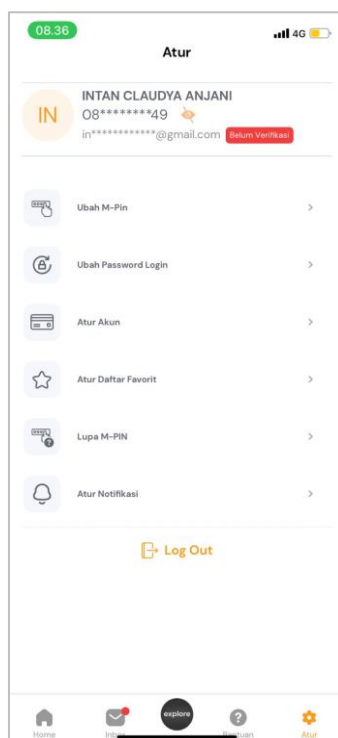 08.36
4G
Atur
IN
INTAN CLAUDYA ANJANI
08********49
in************@gmail.com Belum Verifikasi
Ubah M-Pin
Ubah Password Login
Atur Akun
Atur Daftar Favorit
Lupa M-PIN
Atur Notifikasi
Log Out
explore
Home
Atur